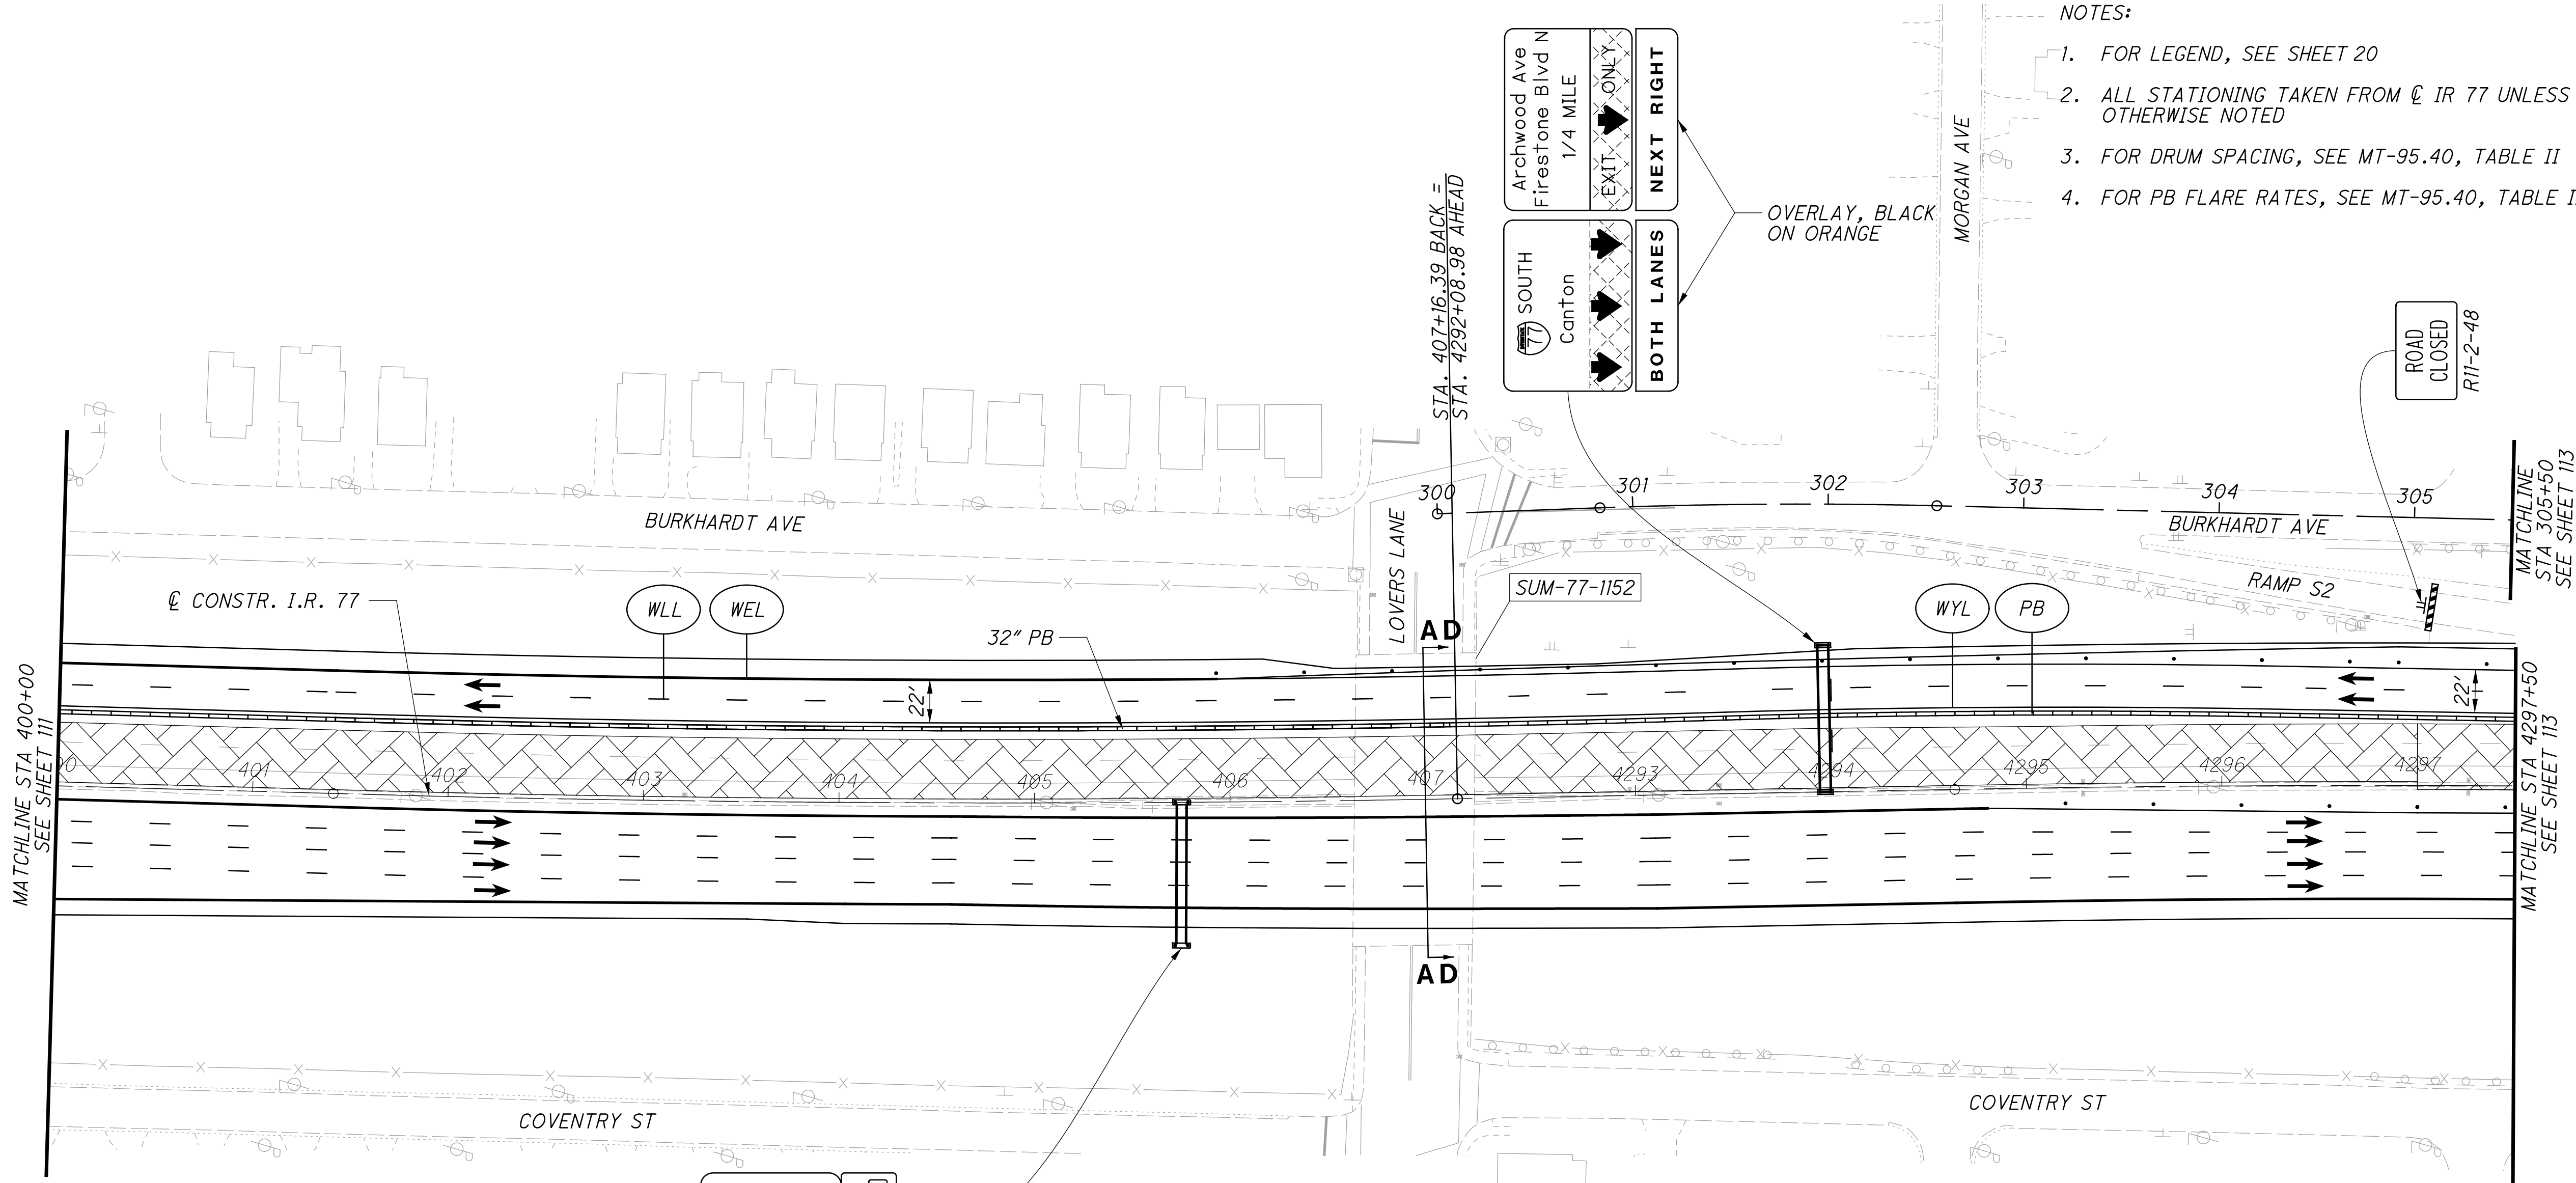 NOTES:
1. FOR LEGEND, SEE SHEET 20
2. ALL STATIONING TAKEN FROM ℄ IR 77 UNLESS
OTHERWISE NOTED
3. FOR DRUM SPACING, SEE MT-95.40, TABLE II
4. FOR PB FLARE RATES, SEE MT-95.40, TABLE
Archwood Ave
Firestone Blvd N
1/4 MILE
EXIT ONLY
NEXT RIGHT
77 SOUTH
Canton
BOTH LANES
OVERLAY, BLACK
ON ORANGE
STA. 407+16.39 BACK =
STA. 4292+08.98 AHEAD
MORGAN AVE
ROAD
CLOSED
R11-2-48
MATCHLINE
STA 305+50
SEE SHEET 113
300
301
302
303
304
305
BURKHARDT AVE
BURKHARDT AVE
LOVERS LANE
RAMP S2
SUM-77-1152
℄ CONSTR. I.R. 77
WLL
WEL
32" PB
AD
WYL
PB
22'
22'
MATCHLINE STA 400+00
SEE SHEET 111
401
402
403
404
405
406
407
4293
4294
4295
4296
4297
MATCHLINE STA 4297+50
SEE SHEET 113
AD
COVENTRY ST
COVENTRY ST